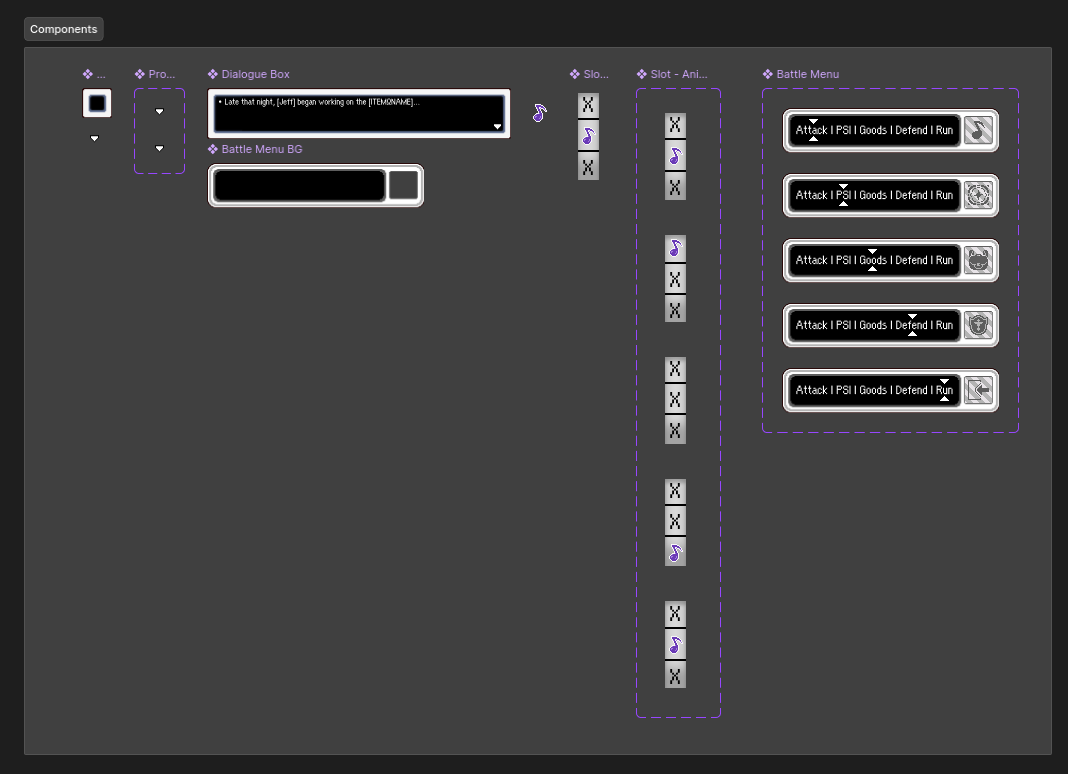 Components
...
Pro...
Dialogue Box
Slo...
Slot - Ani...
Battle Menu
• Late that night, [Jeff] began working on the [ITEM@NAME]...
Battle Menu BG
X
X
X
X
X
X
X
X
X
X
X
X
X
Attack | PSI | Goods | Defend | Run
Attack | PSI | Goods | Defend | Run
Attack | PSI | Goods | Defend | Run
Attack | PSI | Goods | Defend | Run
Attack | PSI | Goods | Defend | Run